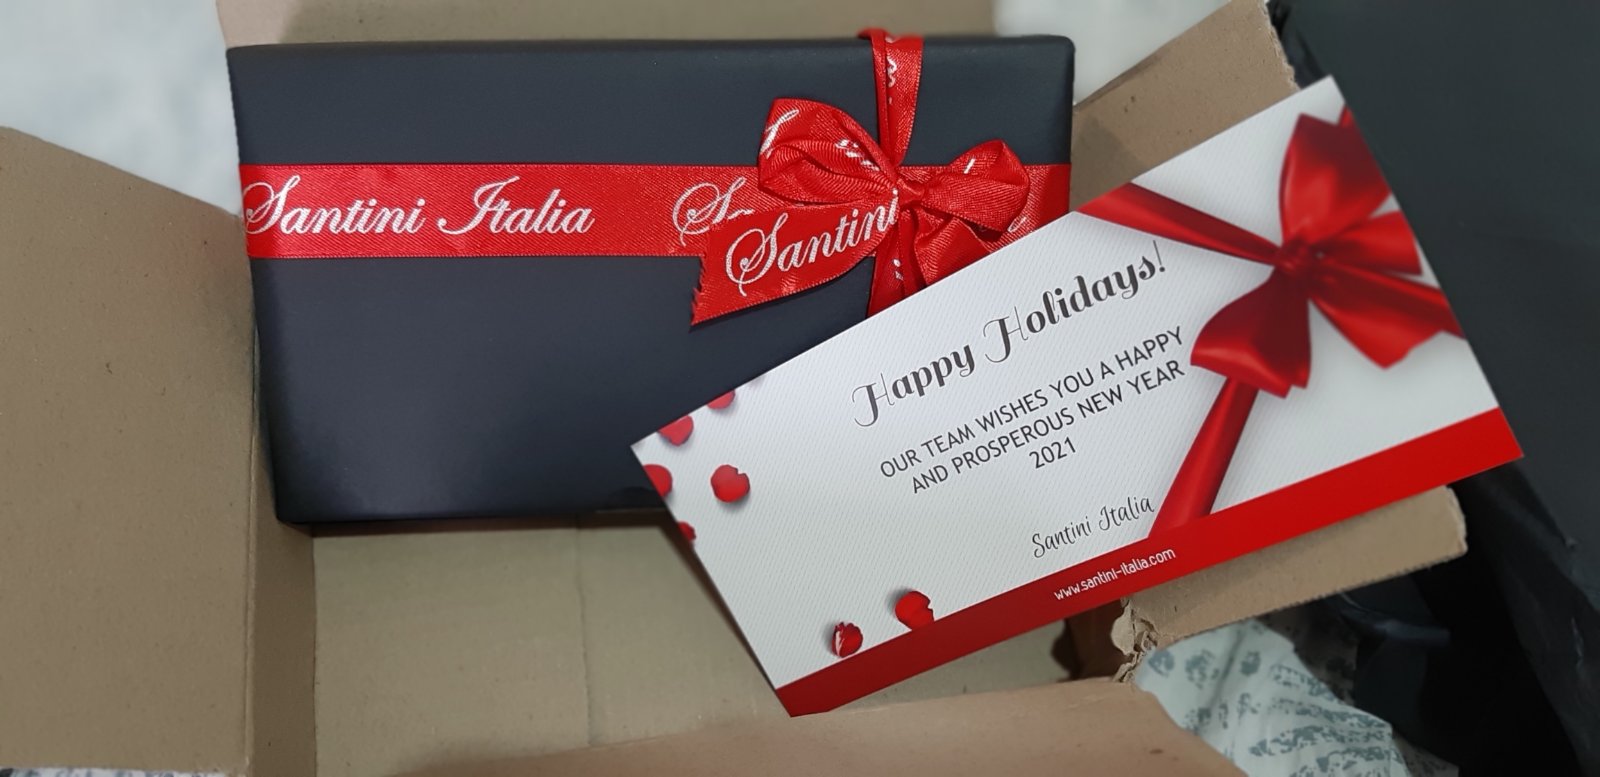 Santini Italia
Santini
Happy Holidays!
OUR TEAM WISHES YOU A HAPPY
AND PROSPEROUS NEW YEAR
2021
Santini Italia
www.santini-italia.com